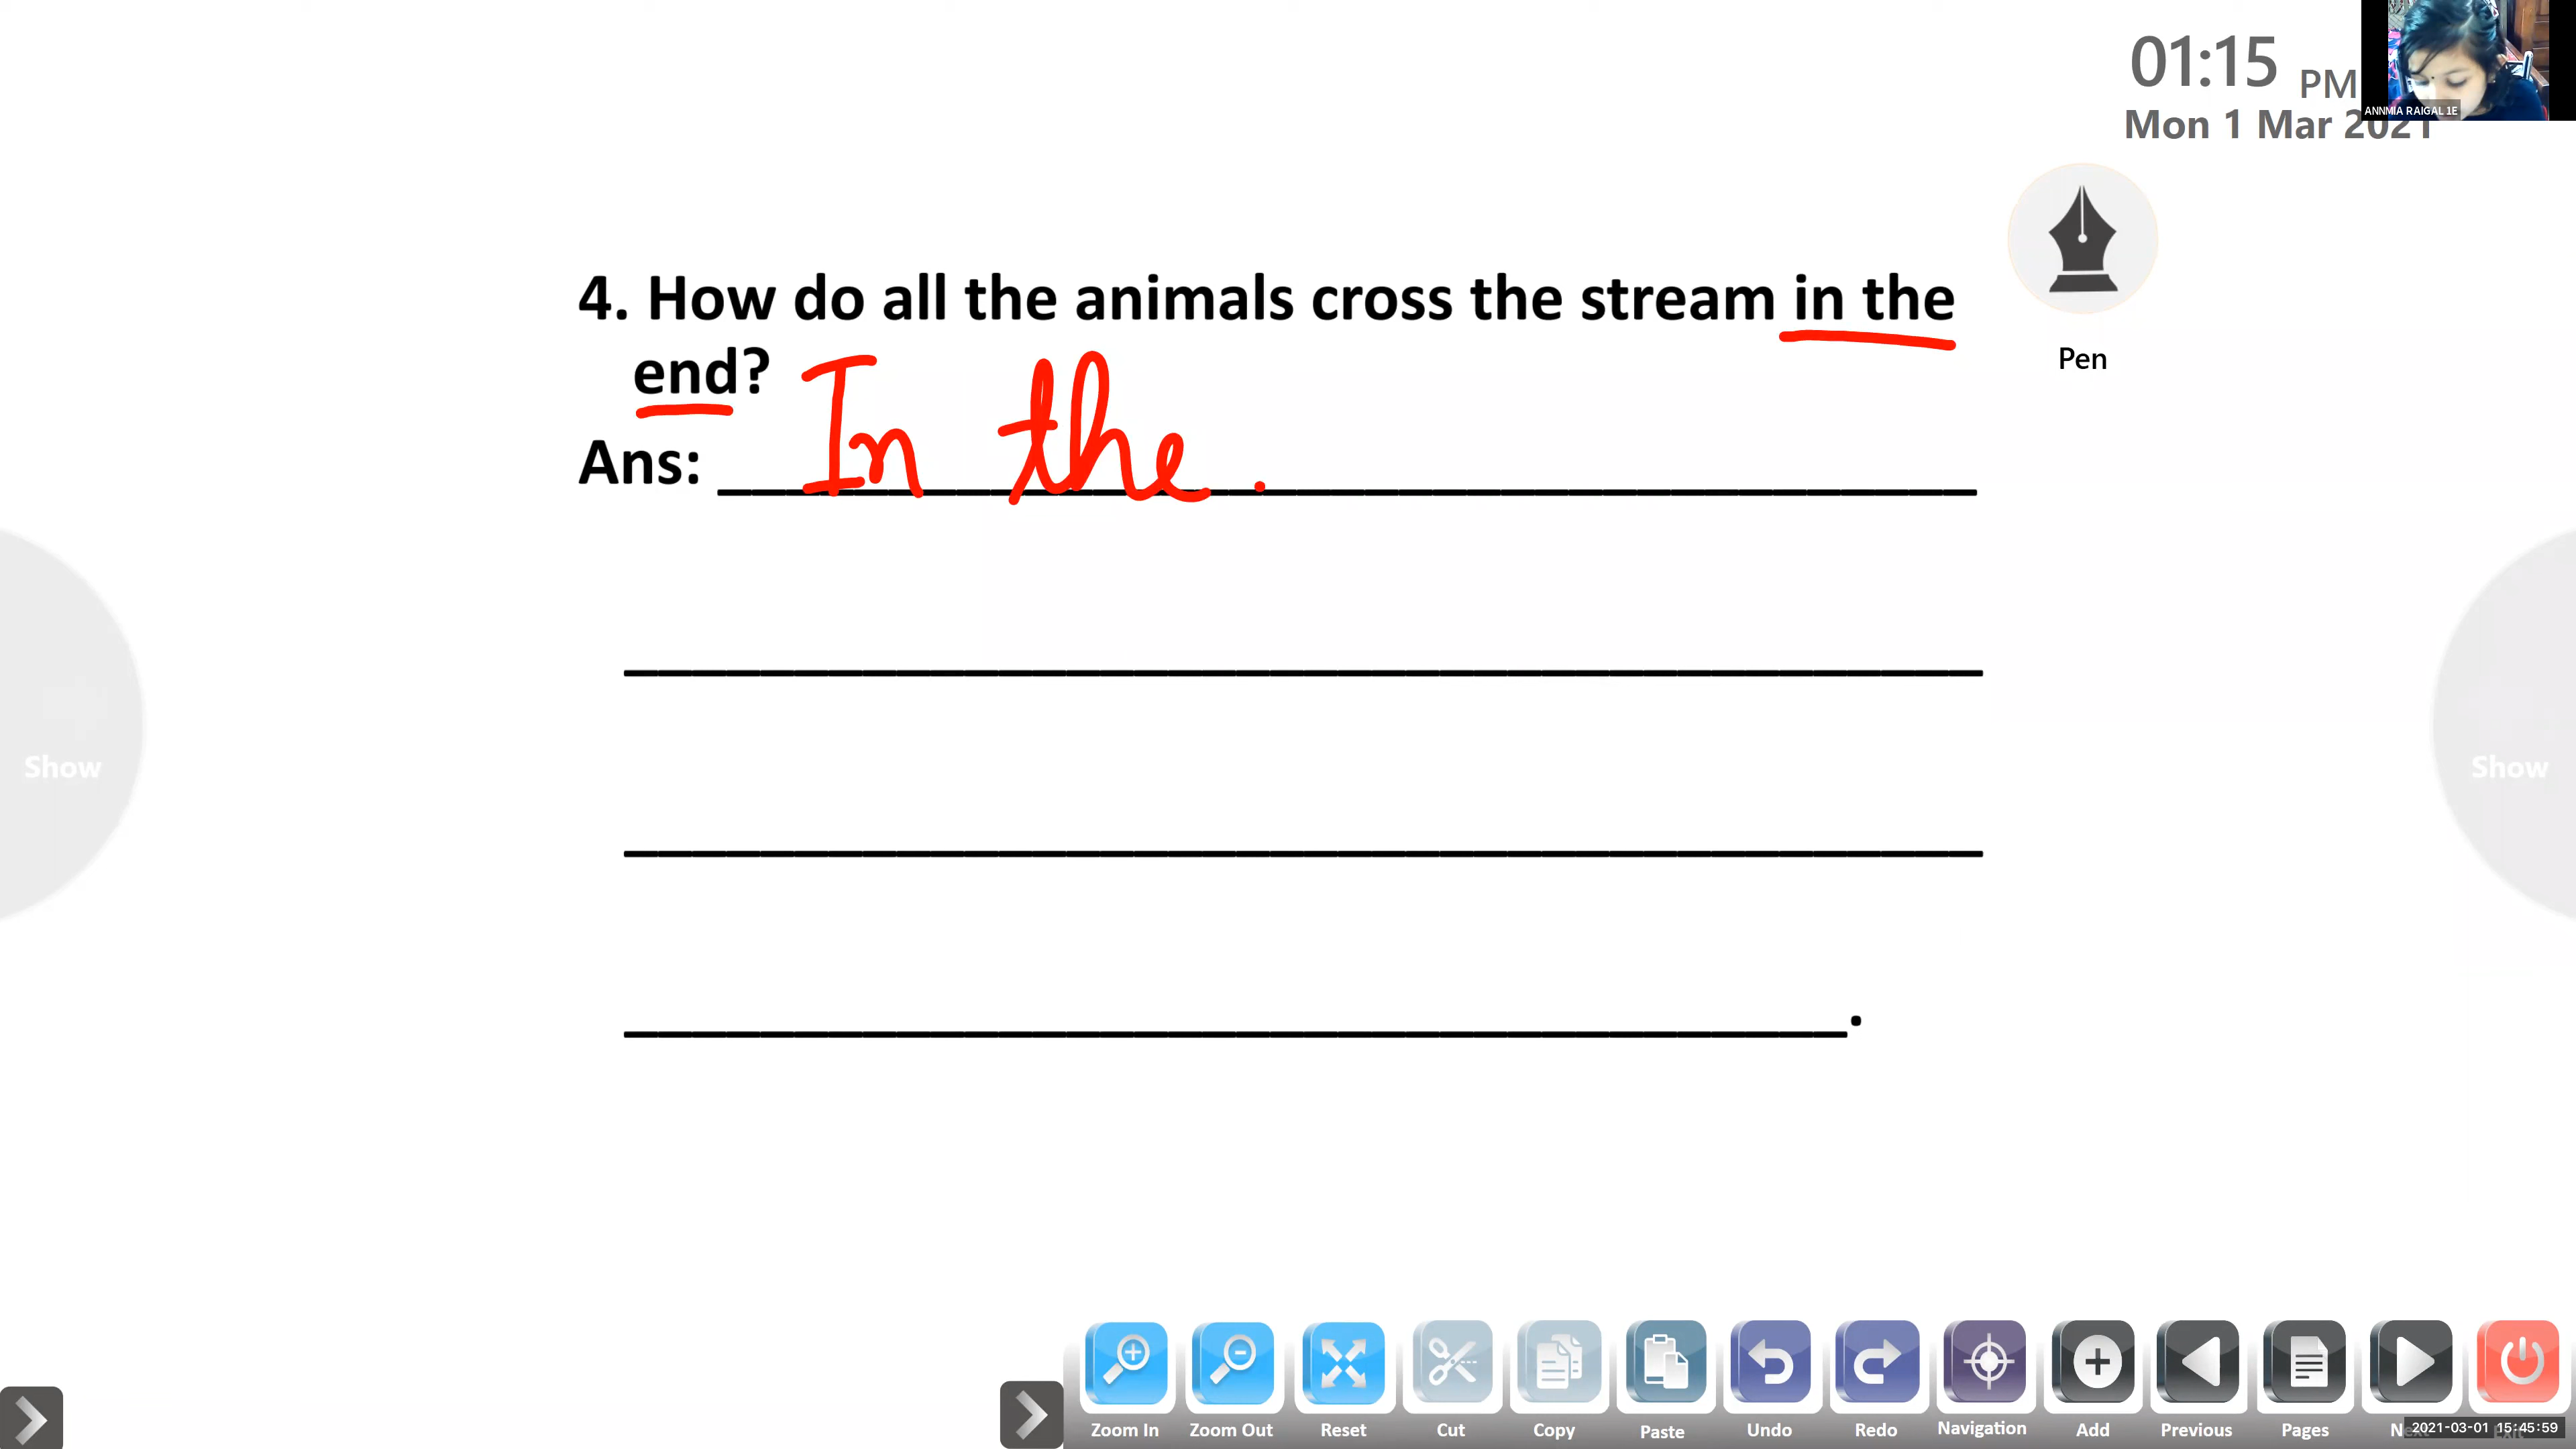 01:15 PM
ANNMIA RAIGAL 1E
Mon 1 Mar 2021
Pen
4. How do all the animals cross the stream in the
end?
Ans: In the .
.
Show
Show
Zoom In Zoom Out Reset Cut Copy Paste Undo Redo Navigation Add Previous Pages
2021-03-01 15:45:59